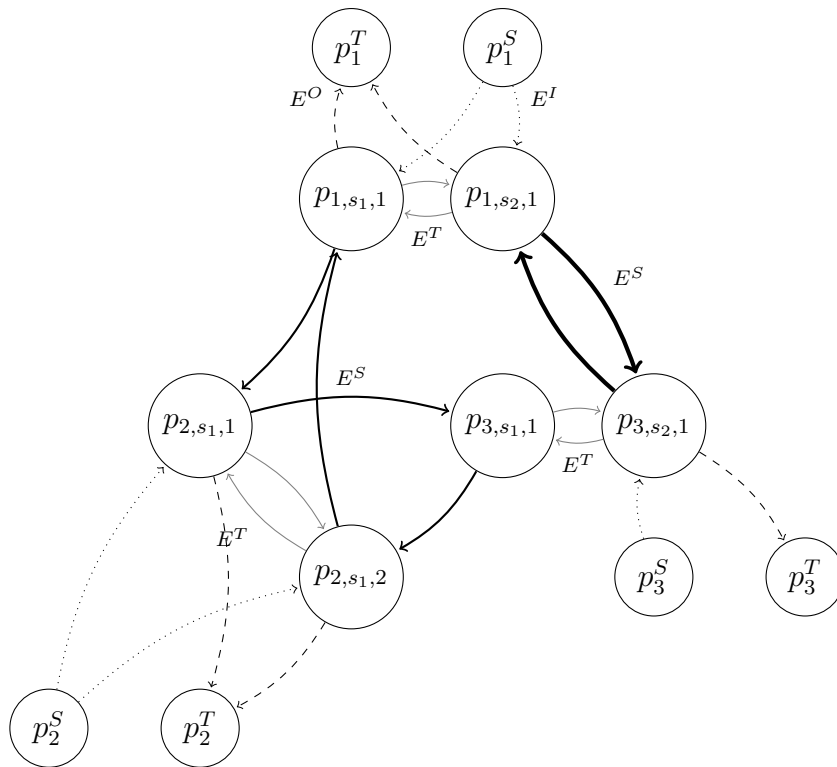 p_1^T p_1^S
E^O E^I
p_{1,s_1,1} p_{1,s_2,1}
E^T
E^S
E^S
p_{2,s_1,1} p_{3,s_1,1} p_{3,s_2,1}
E^T
E^T
p_{2,s_1,2} p_3^S p_3^T
p_2^S p_2^T